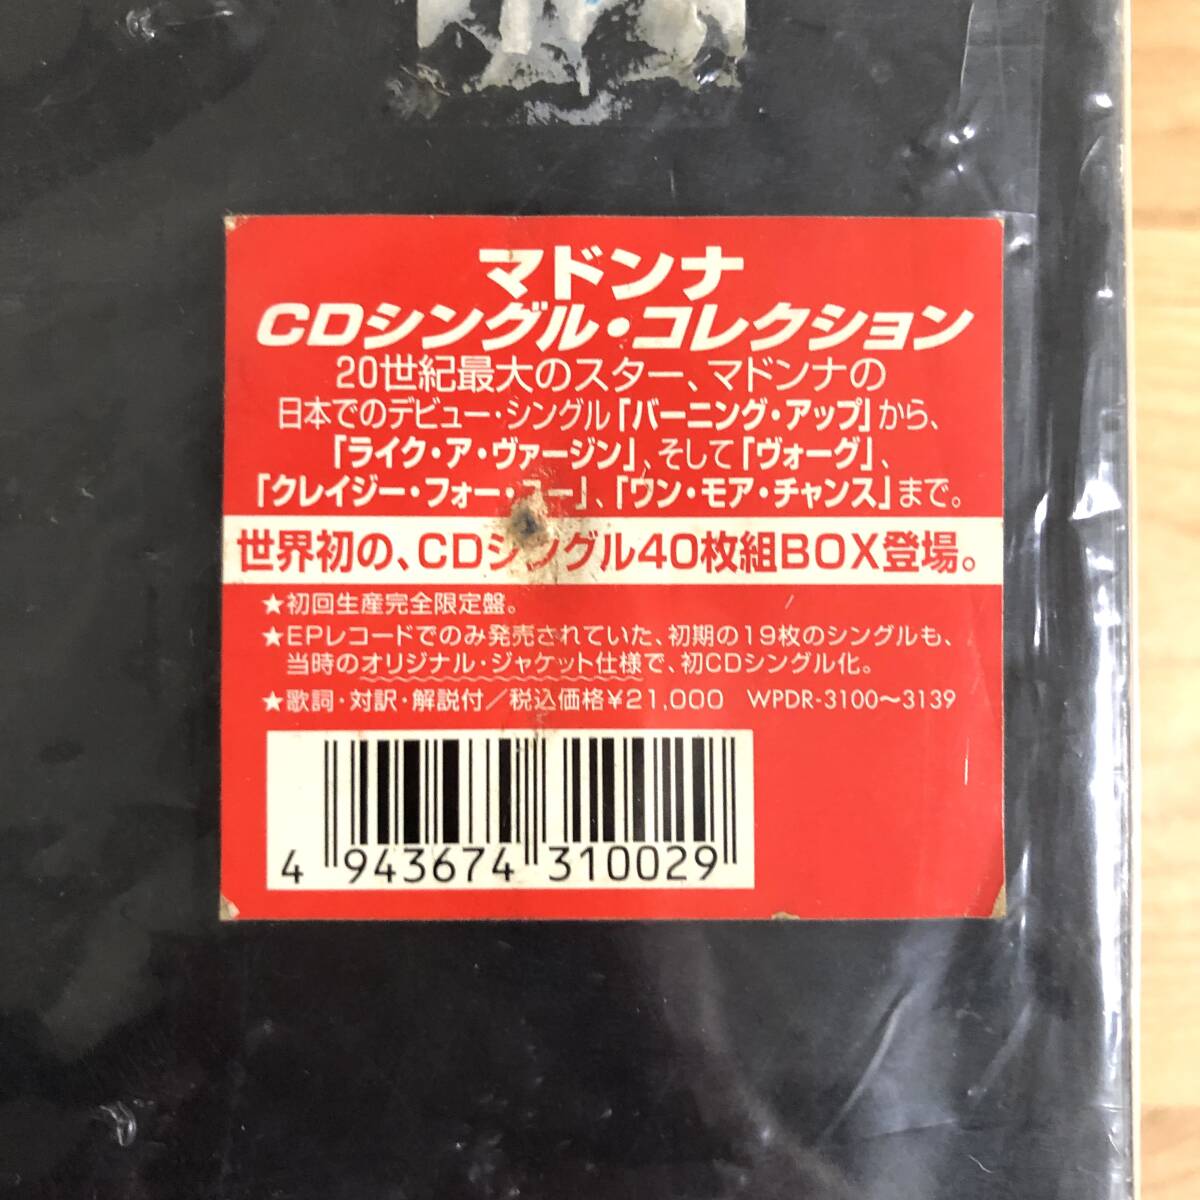 マドンナ
CDシングル・コレクション
20世紀最大のスター、マドンナの
日本でのデビュー・シングル「バーニング・アップ」から、
「ライク・ア・ヴァージン」、そして「ヴォーグ」、
「クレイジー・フォー・ユー」、「ワン・モア・チャンス」まで。
世界初の、CDシングル40枚組BOX登場。
★初回生産完全限定盤。
★EPレコードでのみ発売されていた、初期の19枚のシングルも、
当時のオリジナル・ジャケット仕様で、初CDシングル化。
★歌詞・対訳・解説付/税込価格¥21,000 WPDR-3100〜3139
4 943674 310029